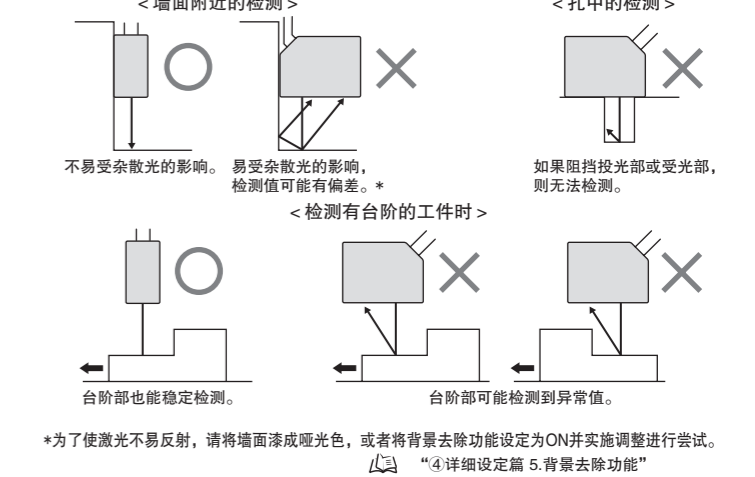 <墙面附近的检测>
<孔中的检测>
不易受杂散光的影响。
易受杂散光的影响，
检测值可能有偏差。*
如果阻挡投光部或受光部，
则无法检测。
<检测有台阶的工件时>
台阶部也能稳定检测。
台阶部可能检测到异常值。
*为了使激光不易反射，请将墙面漆成哑光色，或者将背景去除功能设定为ON并实施调整进行尝试。
“④详细设定篇 5.背景去除功能”